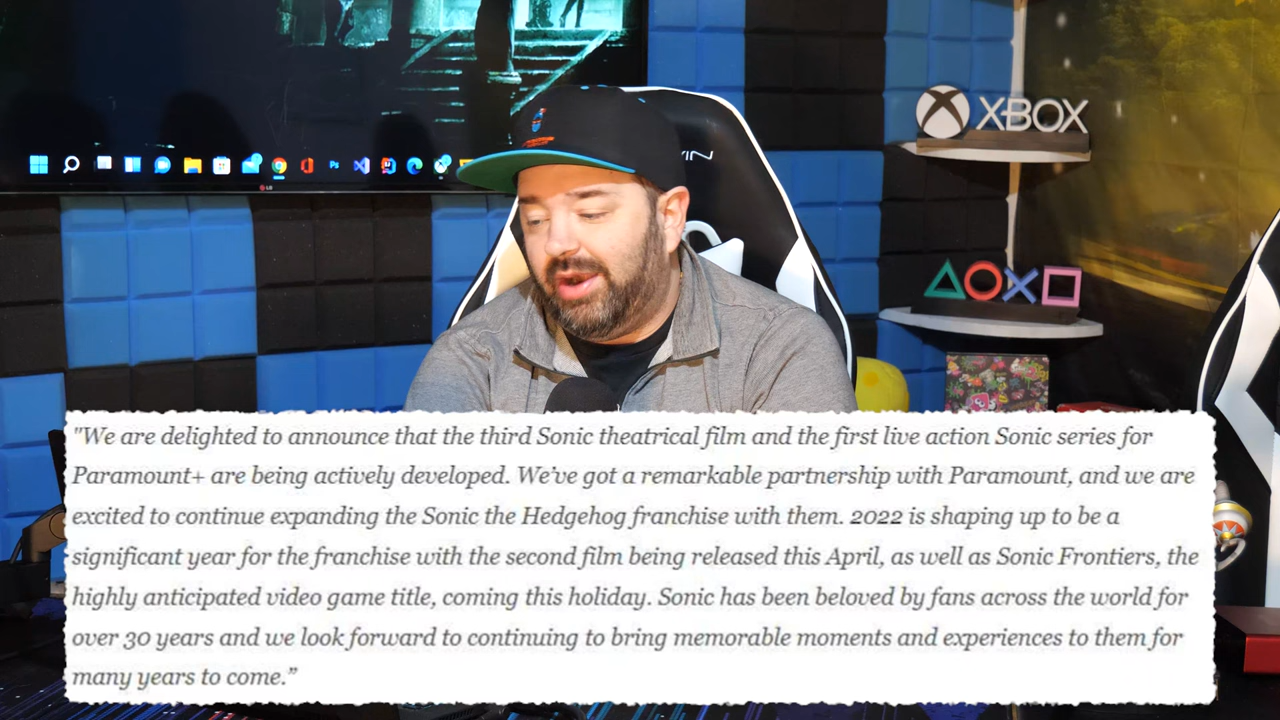 XBOX
Ps
LG
"We are delighted to announce that the third Sonic theatrical film and the first live action Sonic series for
Paramount+ are being actively developed. We've got a remarkable partnership with Paramount, and we are
excited to continue expanding the Sonic the Hedgehog franchise with them. 2022 is shaping up to be a
significant year for the franchise with the second film being released this April, as well as Sonic Frontiers, the
highly anticipated video game title, coming this holiday. Sonic has been beloved by fans across the world for
over 30 years and we look forward to continuing to bring memorable moments and experiences to them for
many years to come.”